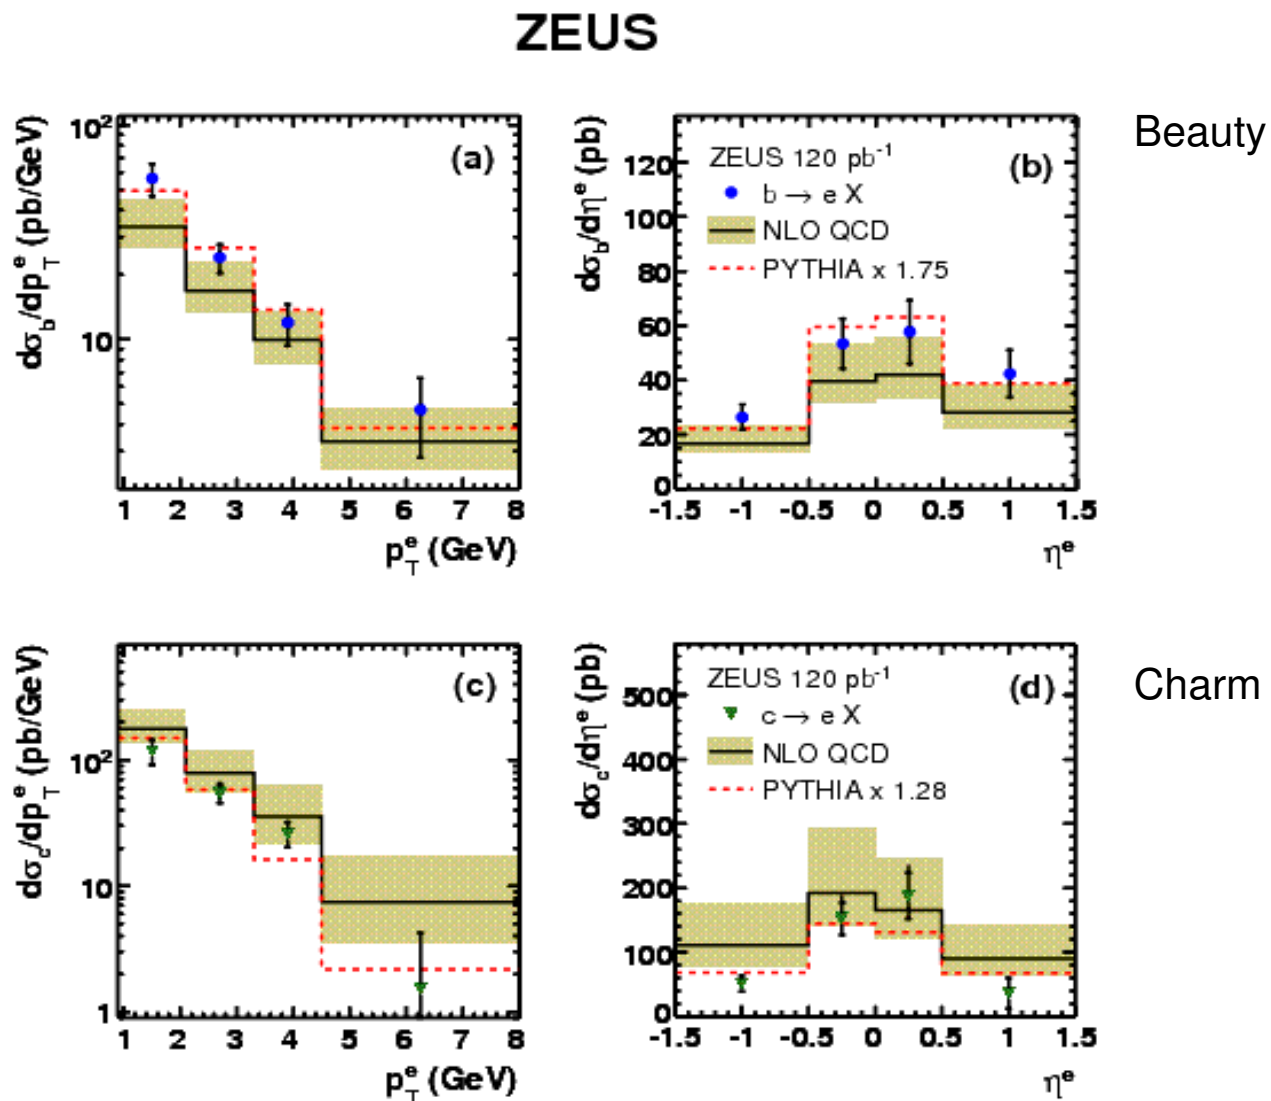 ZEUS
Beauty
dσb/dpTe (pb/GeV)
10²
10
(a)
1 2 3 4 5 6 7 8
pTe (GeV)
dσb/dηe (pb)
120
100
80
60
40
20
0
ZEUS 120 pb-1
(b)
b → e X
NLO QCD
PYTHIA x 1.75
-1.5 -1 -0.5 0 0.5 1 1.5
ηe
Charm
dσc/dpTe (pb/GeV)
10²
10
1
(c)
1 2 3 4 5 6 7 8
pTe (GeV)
dσc/dηe (pb)
500
400
300
200
100
0
ZEUS 120 pb-1
(d)
c → e X
NLO QCD
PYTHIA x 1.28
-1.5 -1 -0.5 0 0.5 1 1.5
ηe